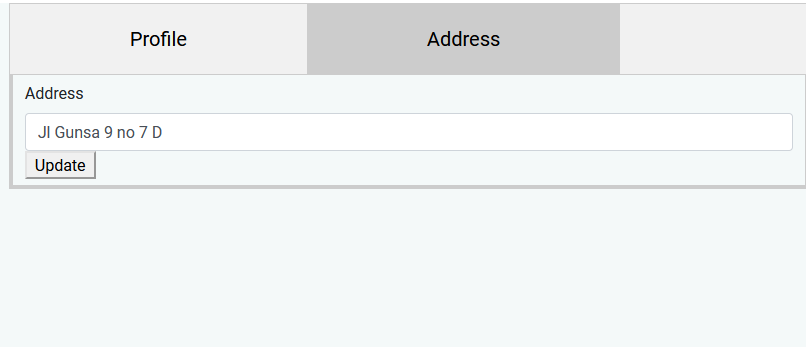 Profile
Address
Address
Jl Gunsa 9 no 7 D
Update